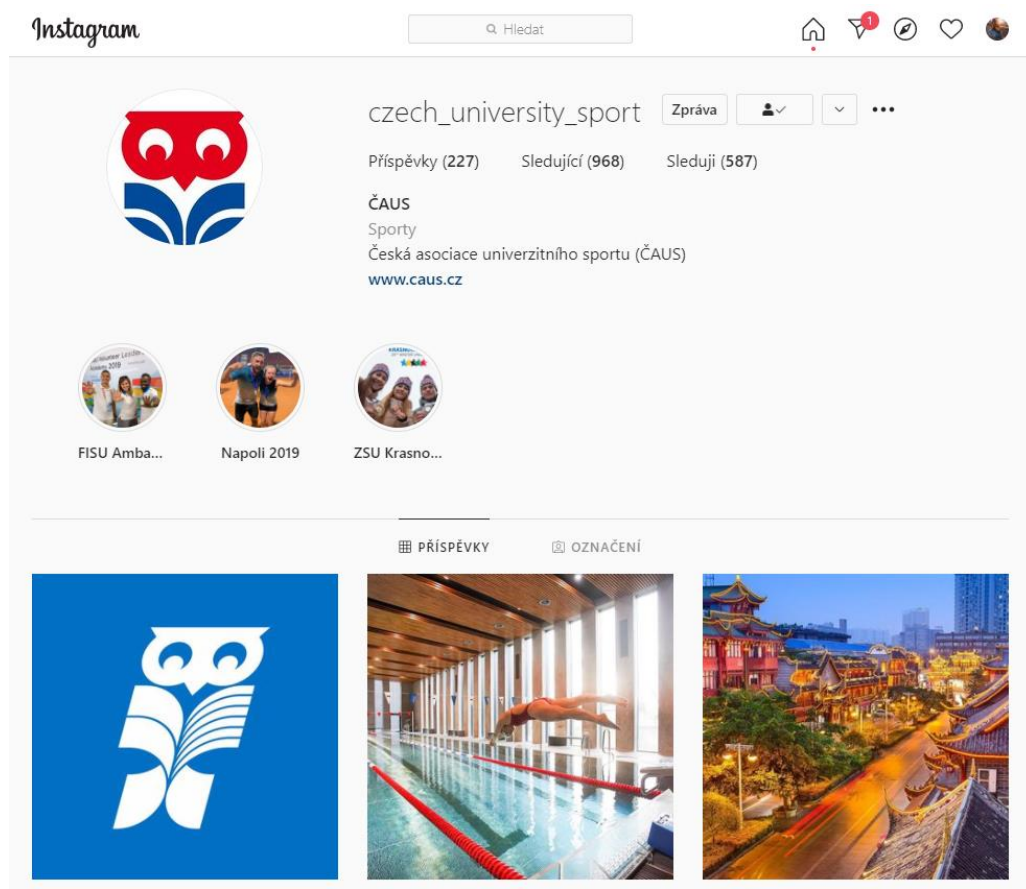 Instagram
Hledat
1
czech_university_sport Zpráva
Příspěvky (227) Sledující (968) Sleduji (587)
ČAUS
Sporty
Česká asociace univerzitního sportu (ČAUS)
www.caus.cz
2019
FISU Amba... Napoli 2019 ZSU Krasno...
PŘÍSPĚVKY OZNAČENÍ